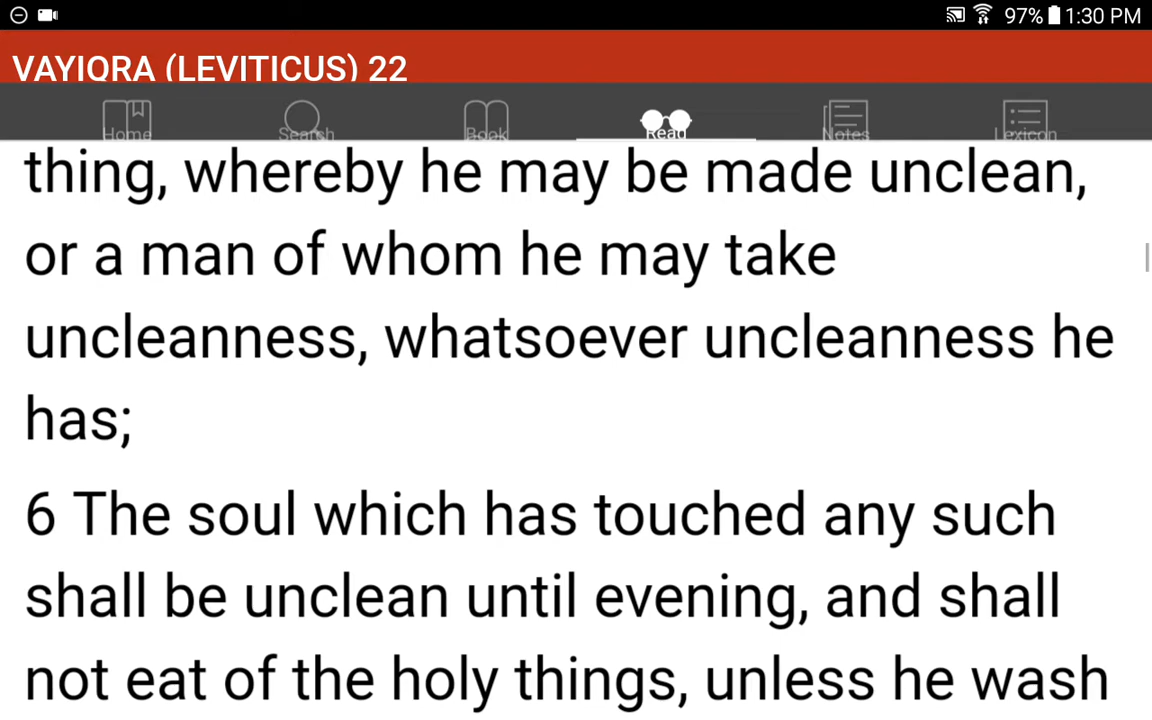 97% 1:30 PM
VAYIQRA (LEVITICUS) 22
Home Search Book Read Notes Lexicon
thing, whereby he may be made unclean,
or a man of whom he may take
uncleanness, whatsoever uncleanness he
has;
6 The soul which has touched any such
shall be unclean until evening, and shall
not eat of the holy things, unless he wash